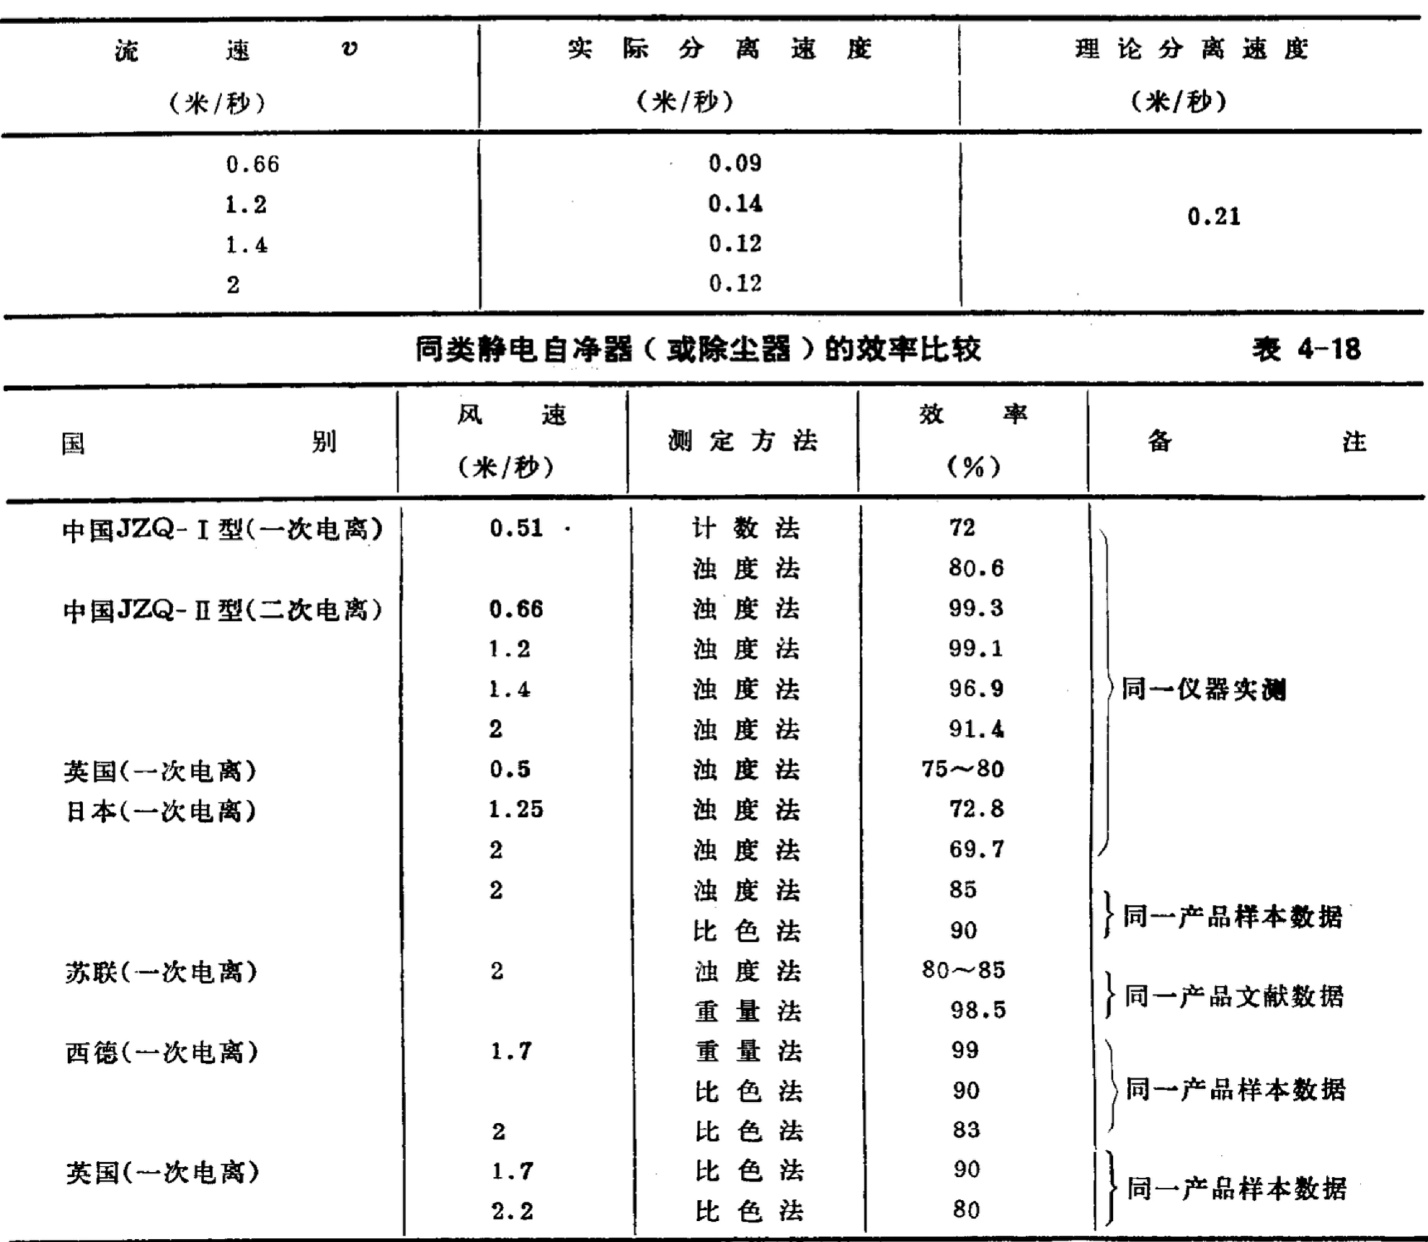 流速v 实际分离速度 理论分离速度
(米/秒) (米/秒) (米/秒)
0.66 0.09
1.2 0.14
0.21
1.4 0.12
2 0.12
同类静电自净器(或除尘器)的效率比较 表 4-18
风速 效率
国别 测定方法 备注
(米/秒) (%)
中国JZQ-Ⅰ型(一次电离) 0.51 计数法 72
浊度法 80.6
中国JZQ-Ⅱ型(二次电离) 0.66 浊度法 99.3
1.2 浊度法 99.1
1.4 浊度法 96.9 同一仪器实测
2 浊度法 91.4
英国(一次电离) 0.5 浊度法 75~80
日本(一次电离) 1.25 浊度法 72.8
2 浊度法 69.7
2 浊度法 85
同一产品样本数据
比色法 90
苏联(一次电离) 2 浊度法 80~85
同一产品文献数据
重量法 98.5
西德(一次电离) 1.7 重量法 99
比色法 90 同一产品样本数据
2 比色法 83
英国(一次电离) 1.7 比色法 90
同一产品样本数据
2.2 比色法 80